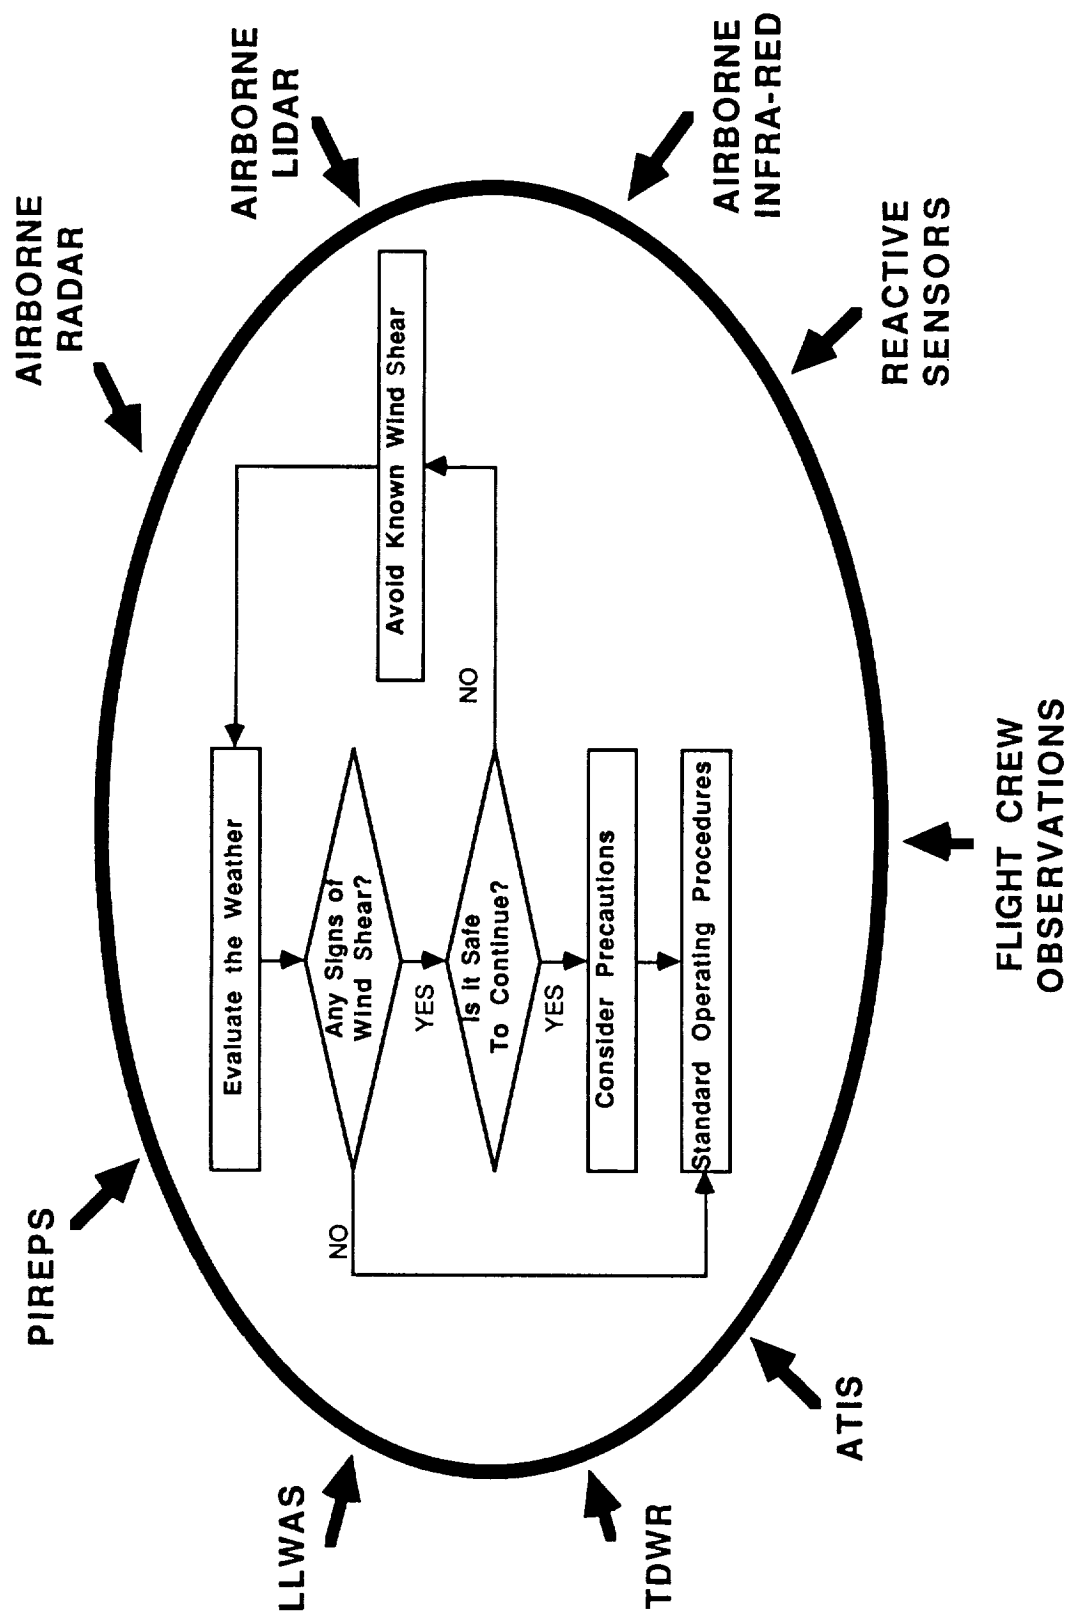 AIRBORNE
RADAR
PIREPS
AIRBORNE
LIDAR
LLWAS
Evaluate the Weather
Any Signs of
Wind Shear?
NO
YES
Avoid Known Wind Shear
Is it Safe
To Continue?
NO
YES
Consider Precautions
Standard Operating Procedures
TDWR
AIRBORNE
INFRA-RED
ATIS
REACTIVE
SENSORS
FLIGHT CREW
OBSERVATIONS